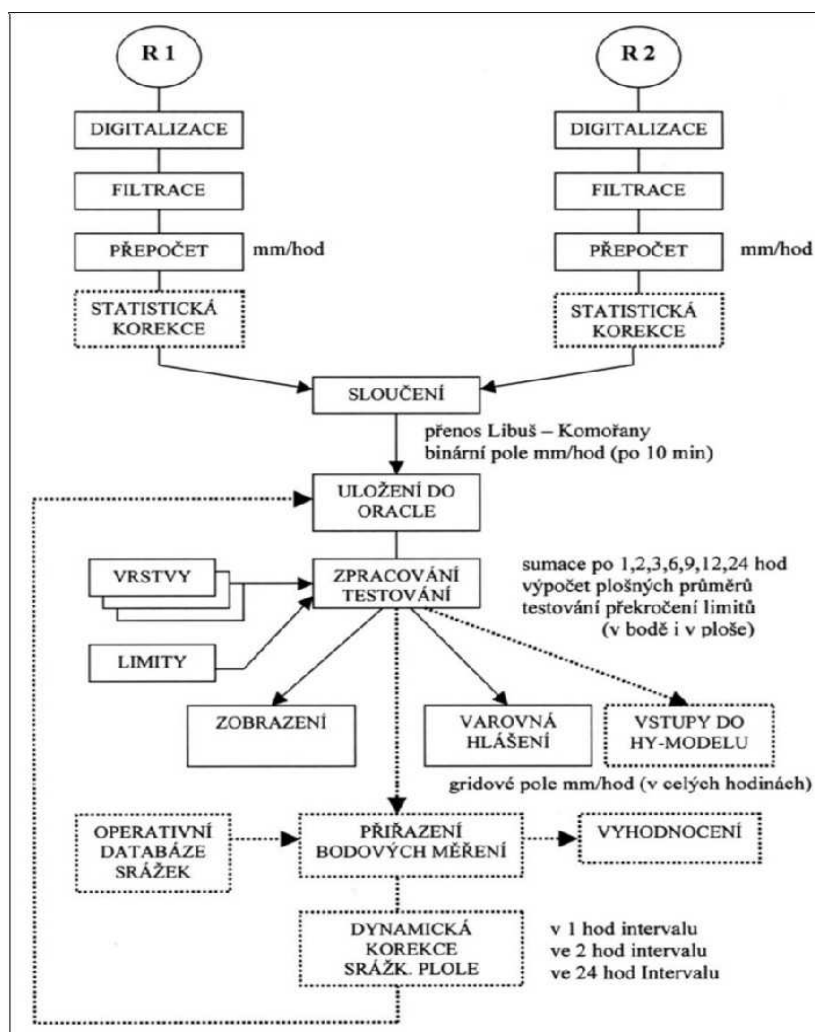 R 1
R 2
DIGITALIZACE
DIGITALIZACE
FILTRACE
FILTRACE
PŘEPOČET
mm/hod
PŘEPOČET
mm/hod
STATISTICKÁ
KOREKCE
STATISTICKÁ
KOREKCE
SLOUČENÍ
přenos Libuš – Komořany
binární pole mm/hod (po 10 min)
ULOŽENÍ DO
ORACLE
VRSTVY
ZPRACOVÁNÍ
TESTOVÁNÍ
sumace po 1,2,3,6,9,12,24 hod
výpočet plošných průměrů
testování překročení limitů
(v bodě i v ploše)
LIMITY
ZOBRAZENÍ
VAROVNÁ
HLÁŠENÍ
VSTUPY DO
HY-MODELU
gridové pole mm/hod (v celých hodinách)
OPERATIVNÍ
DATABÁZE
SRÁŽEK
PŘIŘAZENÍ
BODOVÝCH MĚŘENÍ
VYHODNOCENÍ
DYNAMICKÁ
KOREKCE
SRÁŽK. PLOLE
v 1 hod intervalu
ve 2 hod intervalu
ve 24 hod Intervalu